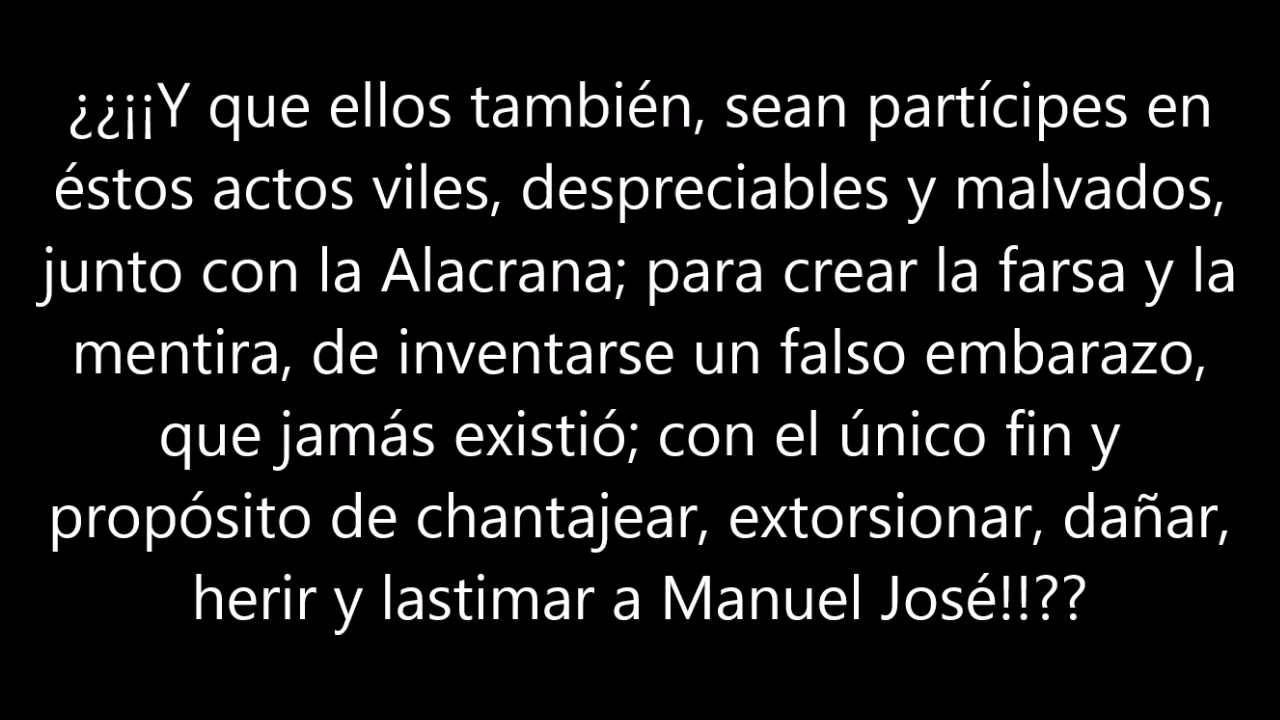 ¿¿¡¡Y que ellos también, sean partícipes en
éstos actos viles, despreciables y malvados,
junto con la Alacrana; para crear la farsa y la
mentira, de inventarse un falso embarazo,
que jamás existió; con el único fin y
propósito de chantajear, extorsionar, dañar,
herir y lastimar a Manuel José!!??